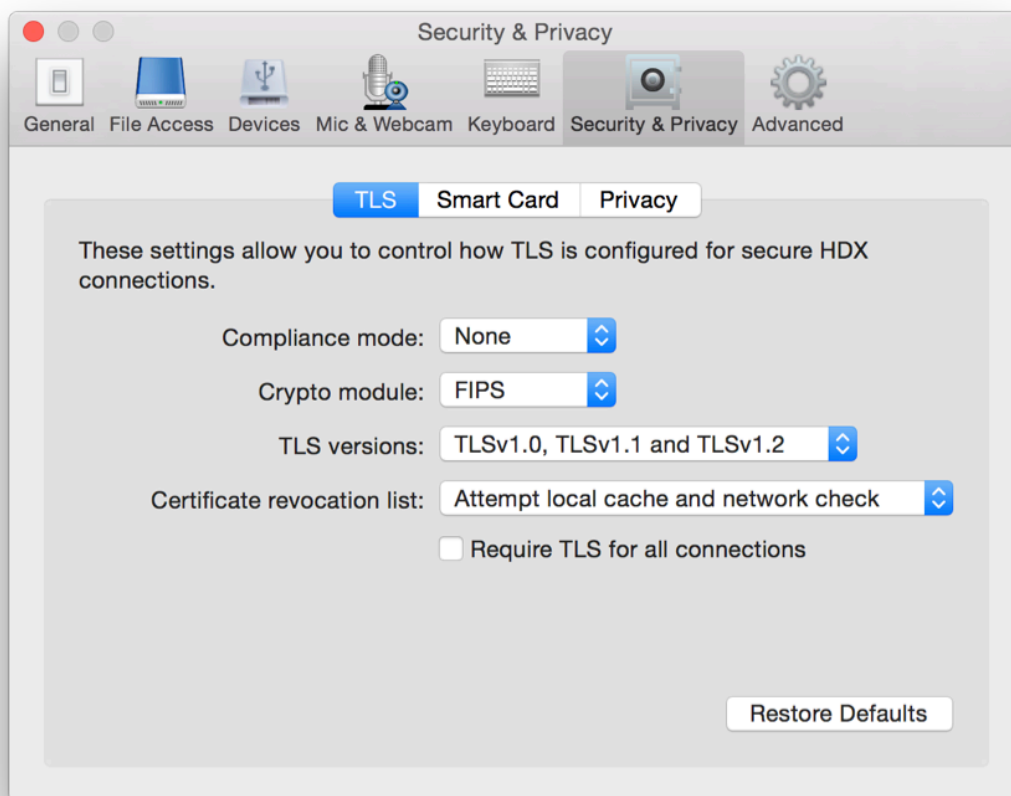 Security & Privacy
General File Access Devices Mic & Webcam Keyboard Security & Privacy Advanced
TLS Smart Card Privacy
These settings allow you to control how TLS is configured for secure HDX
connections.
Compliance mode: None
Crypto module: FIPS
TLS versions: TLSv1.0, TLSv1.1 and TLSv1.2
Certificate revocation list: Attempt local cache and network check
Require TLS for all connections
Restore Defaults